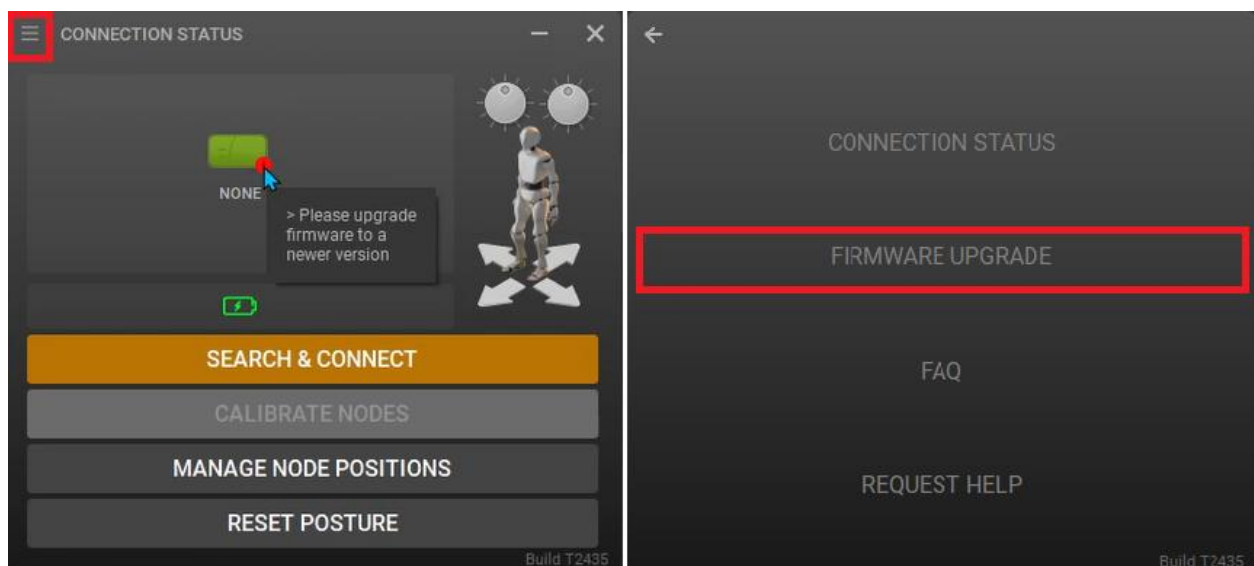 CONNECTION STATUS
NONE
> Please upgrade
firmware to a
newer version
SEARCH & CONNECT
CALIBRATE NODES
MANAGE NODE POSITIONS
RESET POSTURE
Build T2435
CONNECTION STATUS
FIRMWARE UPGRADE
FAQ
REQUEST HELP
Build T2435